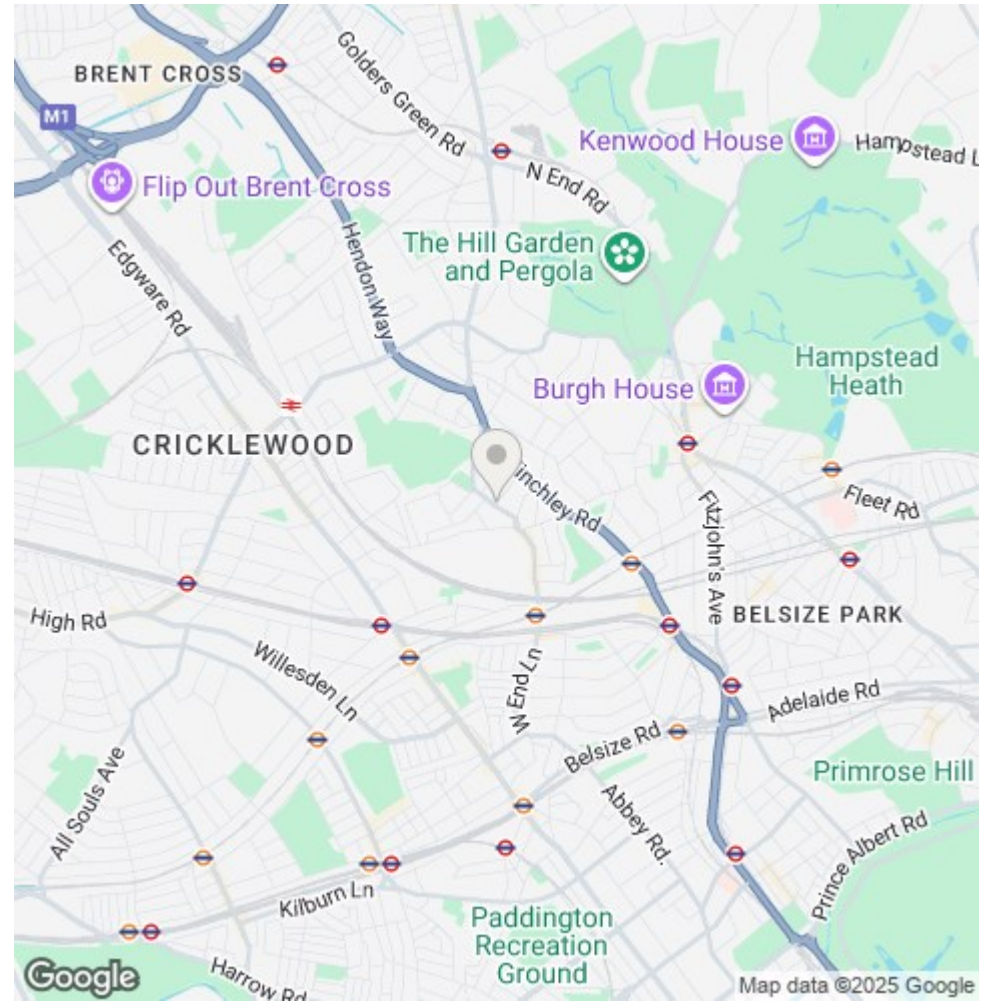 BRENT CROSS
M1
Golders Green Rd
Kenwood House
Hampstead L
Flip Out Brent Cross
N End Rd
Hendon Way
The Hill Garden
and Pergola
Edgware Rd
Hampstead
Heath
Burgh House
CRICKLEWOOD
inchley Rd
Fitzjohn's Ave
Fleet Rd
High Rd
BELSIZE PARK
Willesden Ln
W End Ln
Adelaide Rd
Belsize Rd
Primrose Hill
All Souls Ave
Abbey Rd.
Prince Albert Rd
Kilburn Ln
Paddington
Recreation
Ground
Harrow Rd
Google
Map data ©2025 Google